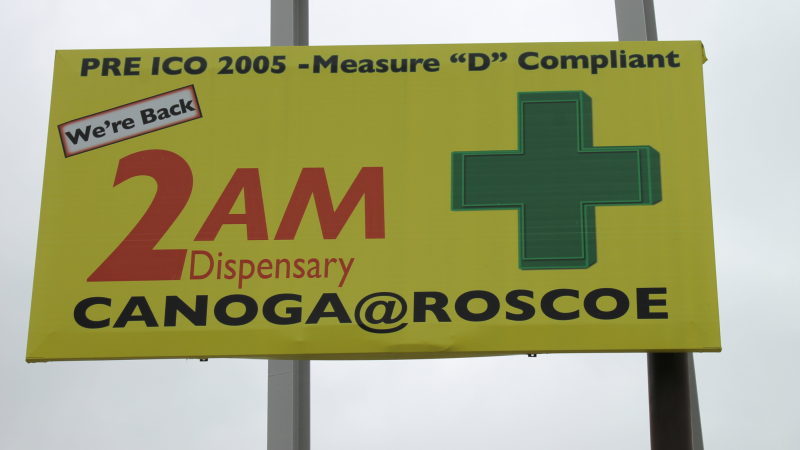 PRE ICO 2005 -Measure "D" Compliant
We're Back
2AM
Dispensary
CANOGA@ROSCOE